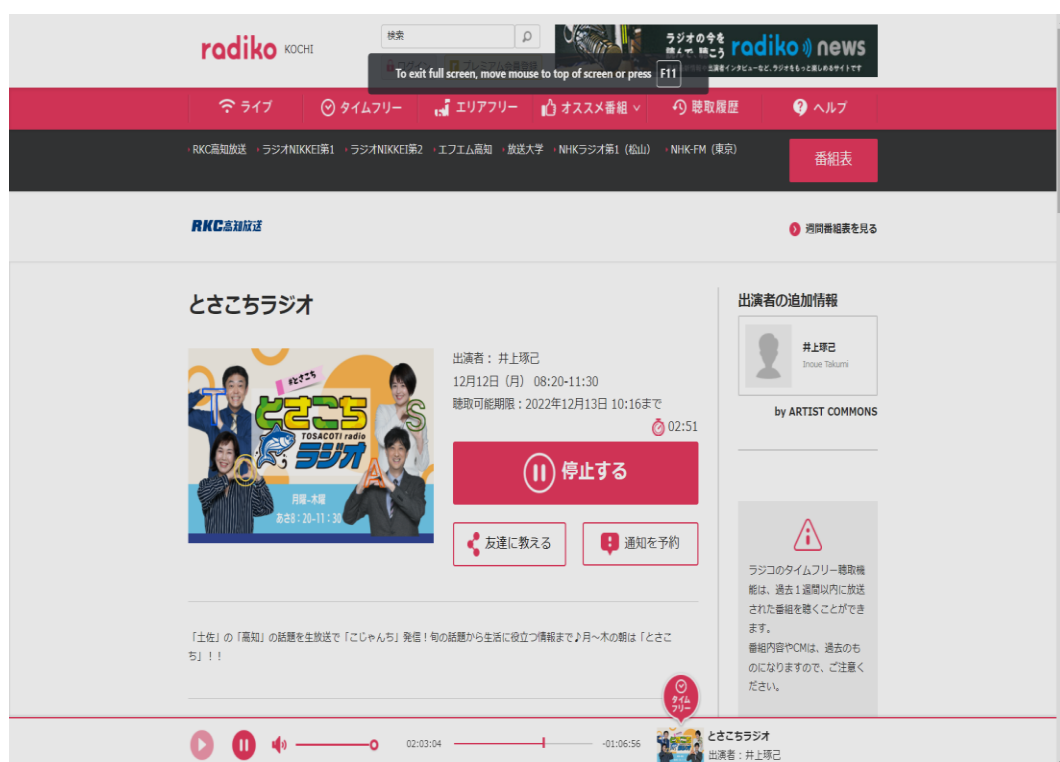 radiko KOCHI
検索
ラジオの今を
読んで、聴こう
radiko news
To exit full screen, move mouse to top of screen or press F11
ライブ
タイムフリー
エリアフリー
オススメ番組
聴取履歴
ヘルプ
RKC高知放送
ラジオNIKKEI第1
ラジオNIKKEI第2
エフエム高知
放送大学
NHKラジオ第1（松山）
NHK-FM（東京）
番組表
RKC高知放送
週間番組表を見る
とさこちラジオ
#とさこち
とさこち
TOSACOTI radio
ラジオ
T
O
S
A
月曜-木曜
あさ8：20-11：30
出演者： 井上琢己
12月12日（月） 08:20-11:30
聴取可能期限：2022年12月13日 10:16まで
02:51
停止する
友達に教える
通知を予約
「土佐」の「高知」の話題を生放送で「こじゃんち」発信！旬の話題から生活に役立つ情報まで♪月～木の朝は「とさこ
ち」！！
出演者の追加情報
井上琢己
Inoue Takumi
by ARTIST COMMONS
ラジコのタイムフリー聴取機
能は、過去１週間以内に放送
された番組を聴くことができ
ます。
番組内容やCMは、過去のも
のになりますので、ご注意く
ださい。
タイム
フリー
02:03:04
-01:06:56
とさこちラジオ
出演者：井上琢己